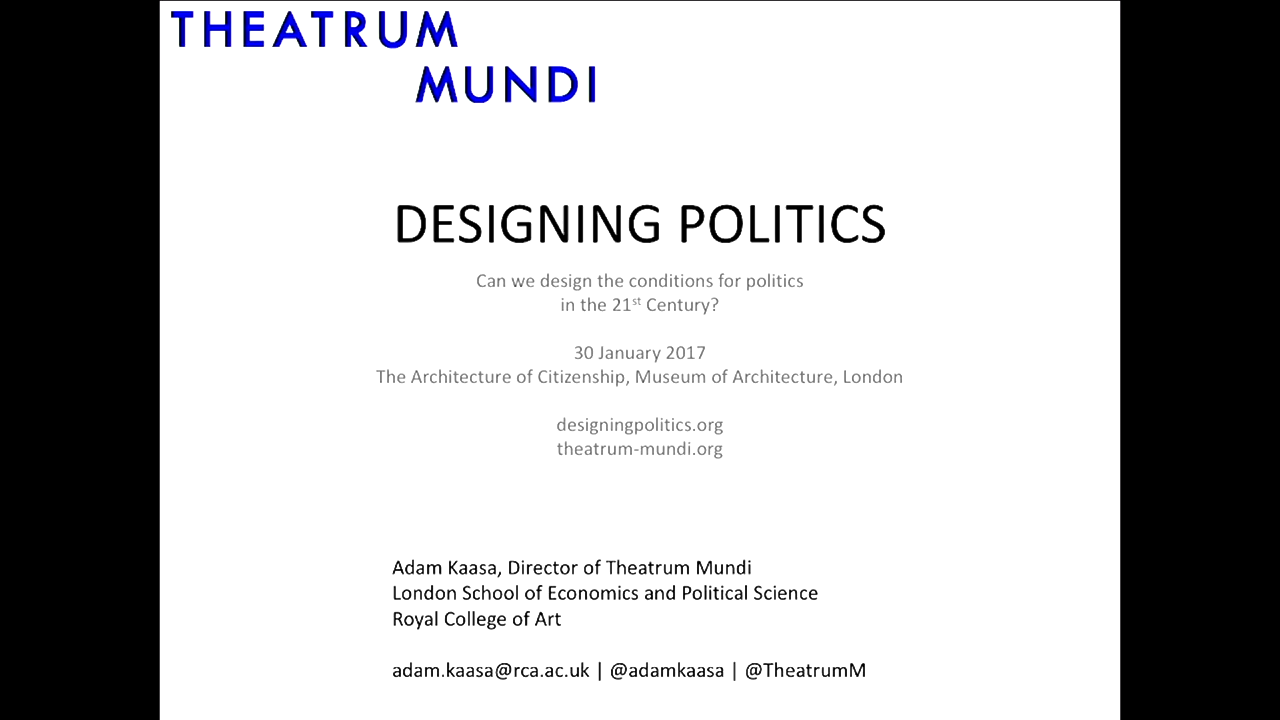 THEATRUM
MUNDI
DESIGNING POLITICS
Can we design the conditions for politics
in the 21st Century?
30 January 2017
The Architecture of Citizenship, Museum of Architecture, London
designingpolitics.org
theatrum-mundi.org
Adam Kaasa, Director of Theatrum Mundi
London School of Economics and Political Science
Royal College of Art
adam.kaasa@rca.ac.uk | @adamkaasa | @TheatrumM